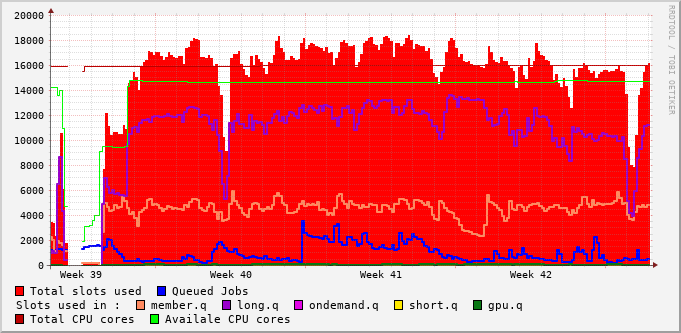 20000
18000
16000
14000
12000
10000
8000
6000
4000
2000
0
RRDTOOL / TOBI OETIKER
Week 39 Week 40 Week 41 Week 42
Total slots used Queued Jobs
Slots used in : member.q long.q ondemand.q short.q gpu.q
Total CPU cores Availale CPU cores